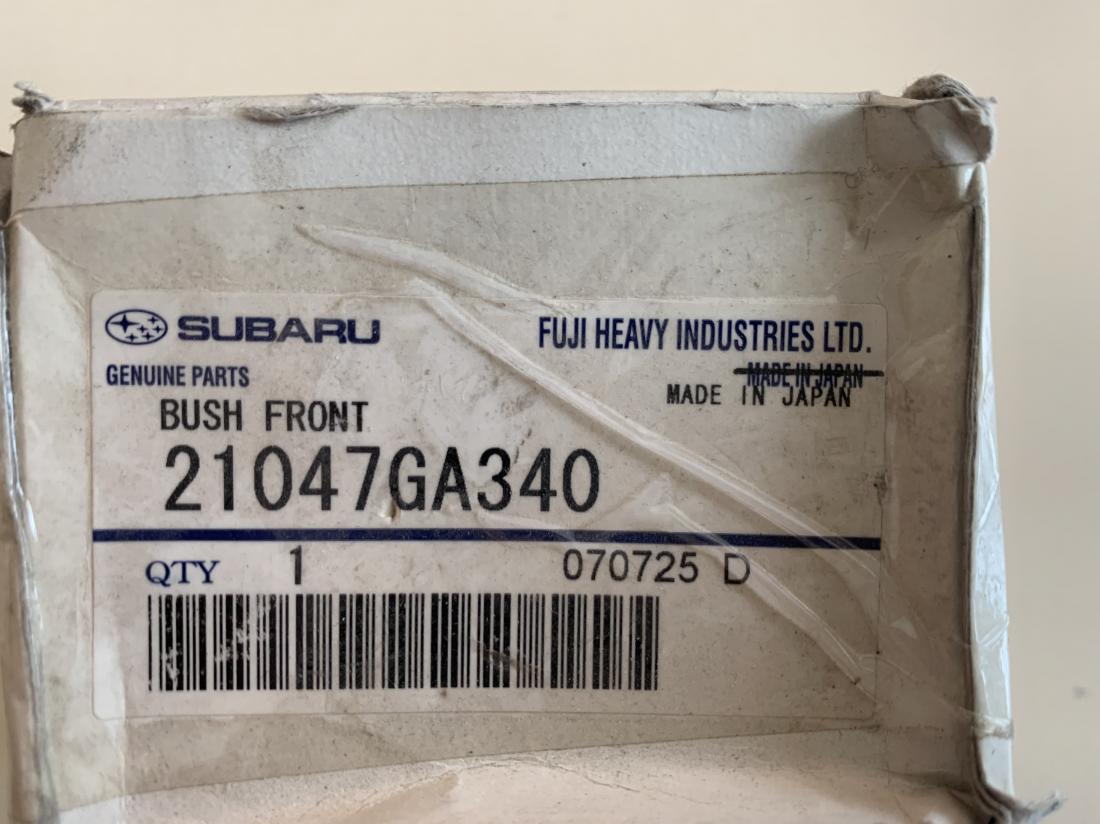 SUBARU
FUJI HEAVY INDUSTRIES LTD.
GENUINE PARTS
MADE IN JAPAN
MADE IN JAPAN
BUSH FRONT
21047GA340
QTY 1 070725 D